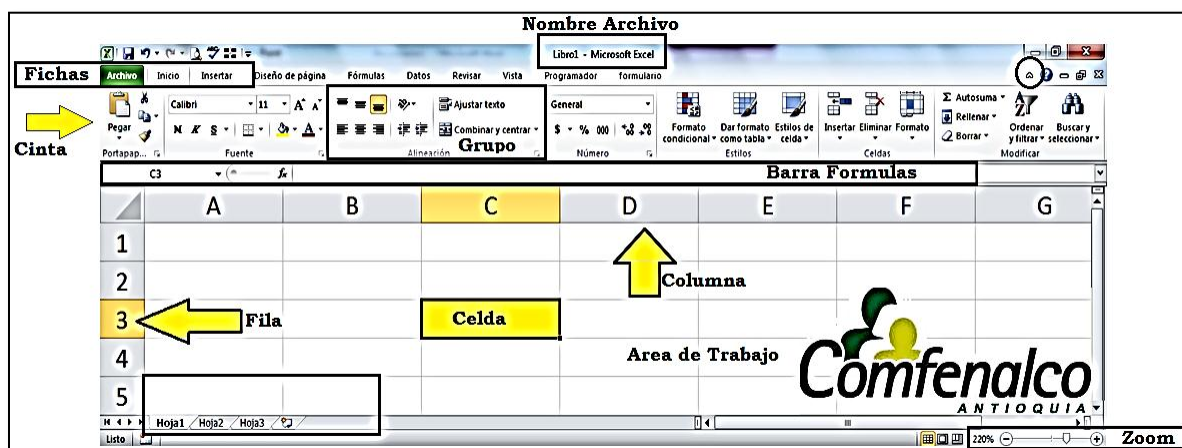 Nombre Archivo
Libro1 - Microsoft Excel
Fichas
Archivo Inicio Insertar Diseño de página Fórmulas Datos Revisar Vista Programador formulario
Cinta
Pegar
Portapap...
Calibri 11
N K S
Fuente
Ajustar texto
Combinar y centrar
Alineación
Grupo
General
$ % 000
Número
Formato condicional
Dar formato como tabla
Estilos de celda
Estilos
Insertar Eliminar Formato
Celdas
Σ Autosuma
Rellenar
Borrar
Ordenar y filtrar
Buscar y seleccionar
Modificar
C3 fx Barra Formulas
A B C D E F G
1
2 Columna
3 Fila Celda
4 Area de Trabajo
5
Comfenalco
ANTIOQUIA
Hoja1 Hoja2 Hoja3
Listo 220% Zoom